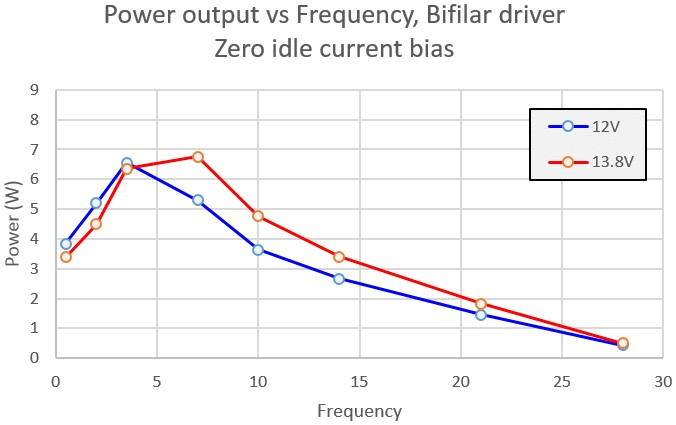 Power output vs Frequency, Bifilar driver
Zero idle current bias
9
8
7
6
5
4
3
2
1
0
Power (W)
12V
13.8V
0 5 10 15 20 25 30
Frequency